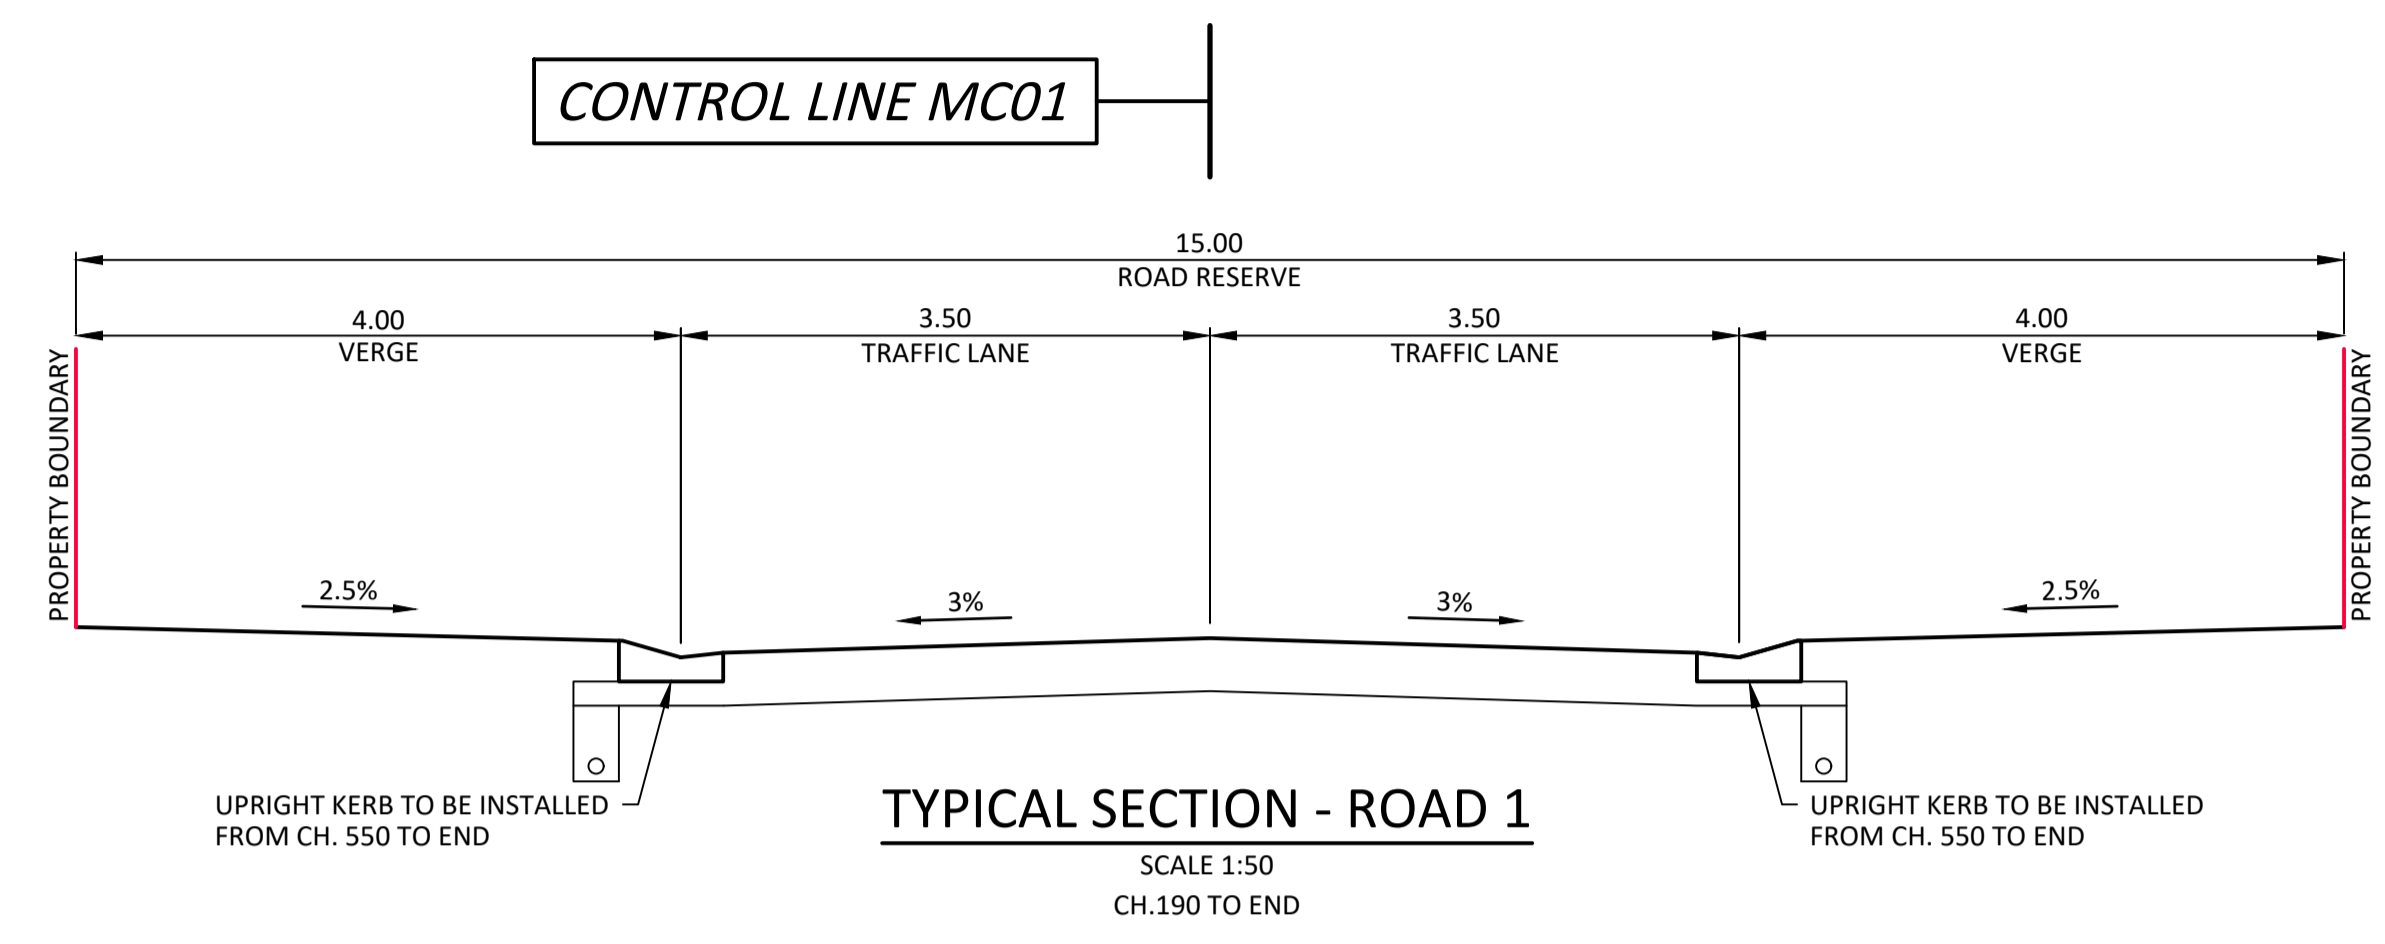 CONTROL LINE MC01
15.00
ROAD RESERVE
4.00
VERGE
3.50
TRAFFIC LANE
3.50
TRAFFIC LANE
4.00
VERGE
PROPERTY BOUNDARY
PROPERTY BOUNDARY
2.5%
3%
3%
2.5%
UPRIGHT KERB TO BE INSTALLED
FROM CH. 550 TO END
TYPICAL SECTION - ROAD 1
SCALE 1:50
CH.190 TO END
UPRIGHT KERB TO BE INSTALLED
FROM CH. 550 TO END